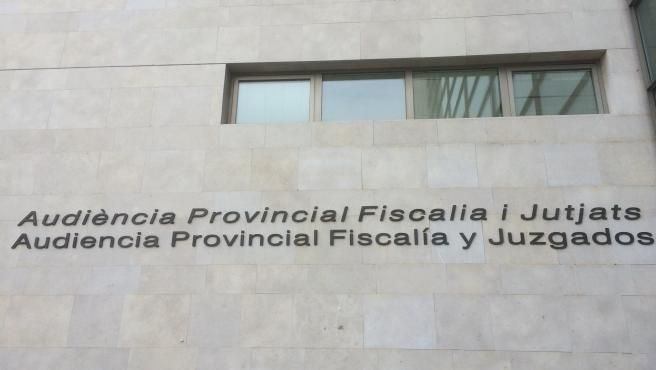 Audiència Provincial Fiscalia i Jutjats
Audiencia Provincial Fiscalía y Juzgados